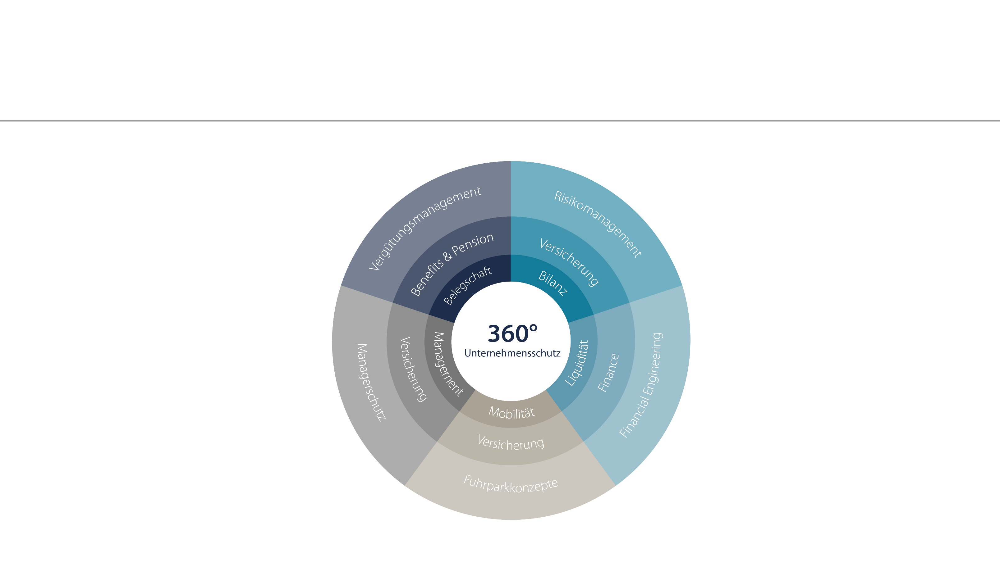 Vergütungsmanagement
Risikomanagement
Benefits & Pension
Versicherung
Belegschaft
Bilanz
360°
Unternehmensschutz
Managerschutz
Versicherung
Management
Liquidität
Finance
Financial Engineering
Mobilität
Versicherung
Fuhrparkkonzepte